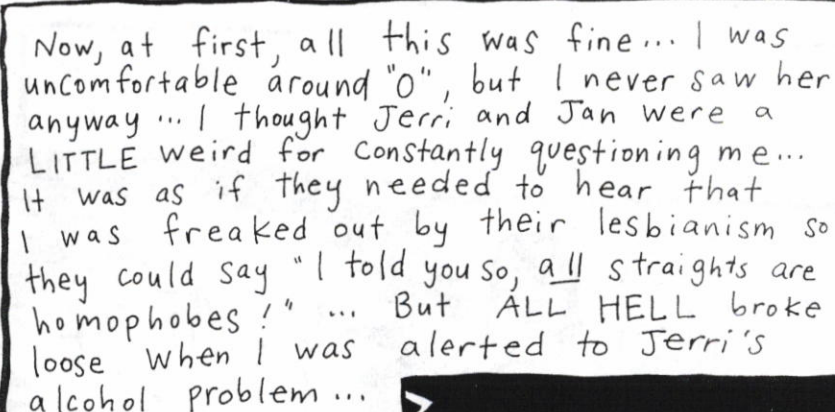 Now, at first, all this was fine... I was
uncomfortable around "O", but I never saw her
anyway ... I thought Jerri and Jan were a
LITTLE weird for constantly questioning me...
It was as if they needed to hear that
I was freaked out by their lesbianism so
they could say "I told you so, all straights are
homophobes!" ... But ALL HELL broke
loose when I was alerted to Jerri's
alcohol problem...